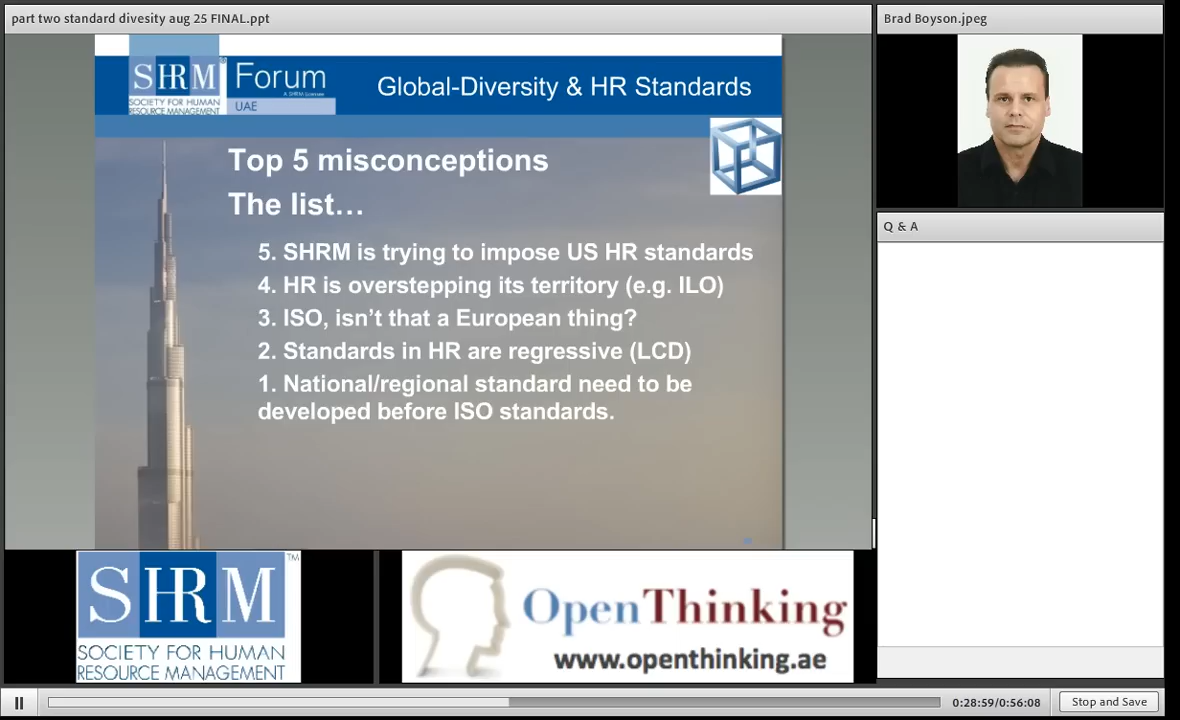 part two standard divesity aug 25 FINAL.ppt
Brad Boyson.jpeg
SHRM
SOCIETY FOR HUMAN
RESOURCE MANAGEMENT
Forum
A SHRM Licensee
UAE
Global-Diversity & HR Standards
Top 5 misconceptions
The list…
5. SHRM is trying to impose US HR standards
4. HR is overstepping its territory (e.g. ILO)
3. ISO, isn't that a European thing?
2. Standards in HR are regressive (LCD)
1. National/regional standard need to be
developed before ISO standards.
Q & A
SHRM™
SOCIETY FOR HUMAN
RESOURCE MANAGEMENT
OpenThinking
www.openthinking.ae
0:28:59/0:56:08
Stop and Save